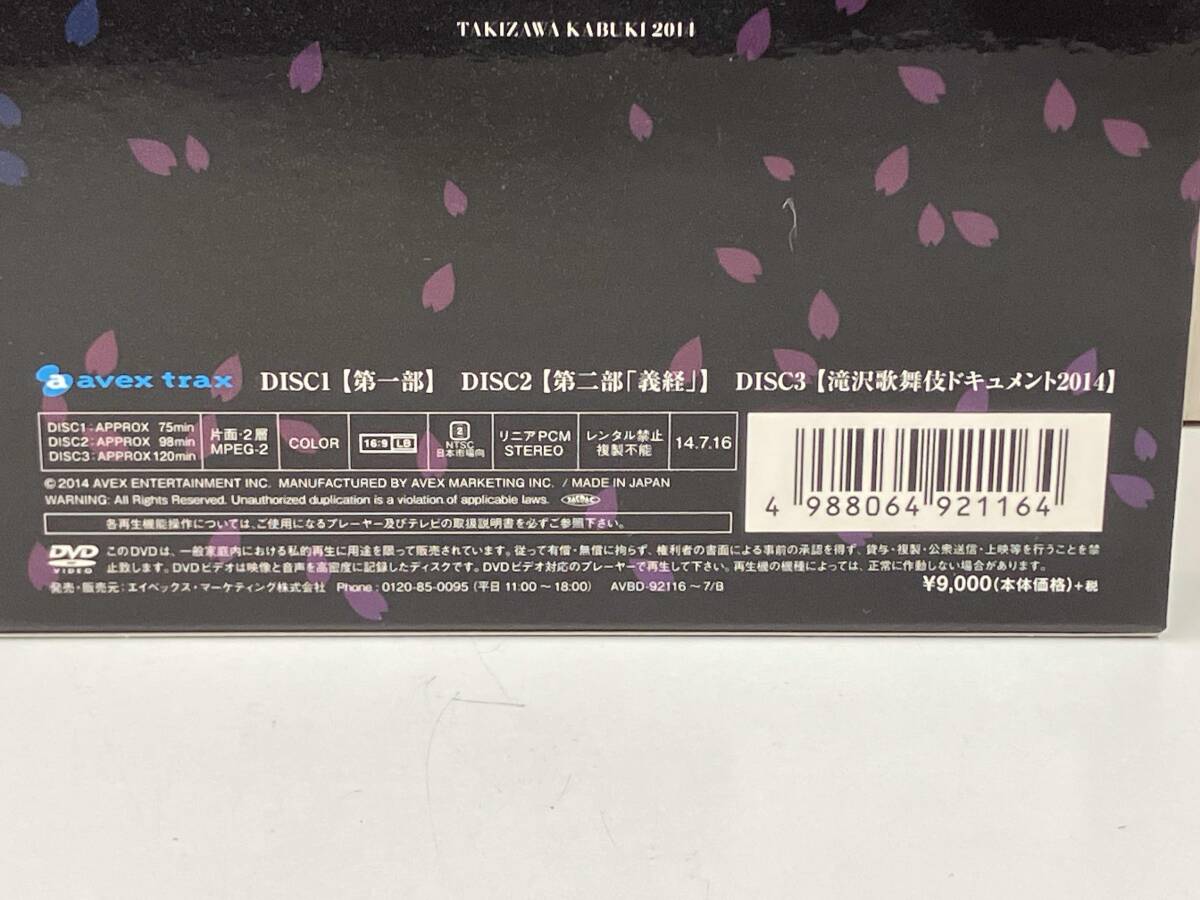 TAKIZAWA KABUKI 2014
a avex trax DISC1【第一部】 DISC2【第二部「義経」】 DISC3【滝沢歌舞伎ドキュメント2014】
DISC1:APPROX 75min
DISC2:APPROX 98min
DISC3:APPROX 120min
片面・2層
MPEG-2
COLOR
16:9 LB
2
NTSC
日本市場向
リニアPCM
STEREO
レンタル禁止
複製不能
14.7.16
©2014 AVEX ENTERTAINMENT INC. MANUFACTURED BY AVEX MARKETING INC. / MADE IN JAPAN
WARNING: All Rights Reserved. Unauthorized duplication is a violation of applicable laws.
各再生機能操作については、ご使用になるプレーヤー及びテレビの取扱説明書を必ずご参照下さい。
4 988064 921164
DVD VIDEO
このDVDは、一般家庭内における私的再生に用途を限って販売されています。従って有償・無償に拘らず、権利者の書面による事前の承認を得ず、貸与・複製・公衆送信・上映等を行うことを禁
止致します。DVDビデオは映像と音声を高密度に記録したディスクです。DVDビデオ対応のプレーヤーで再生して下さい。再生機の機種によっては、正常に作動しない場合があります。
発売・販売元:エイベックス・マーケティング株式会社 Phone:0120-85-0095 (平日 11:00~18:00) AVBD-92116~7/B
¥9,000(本体価格)+税